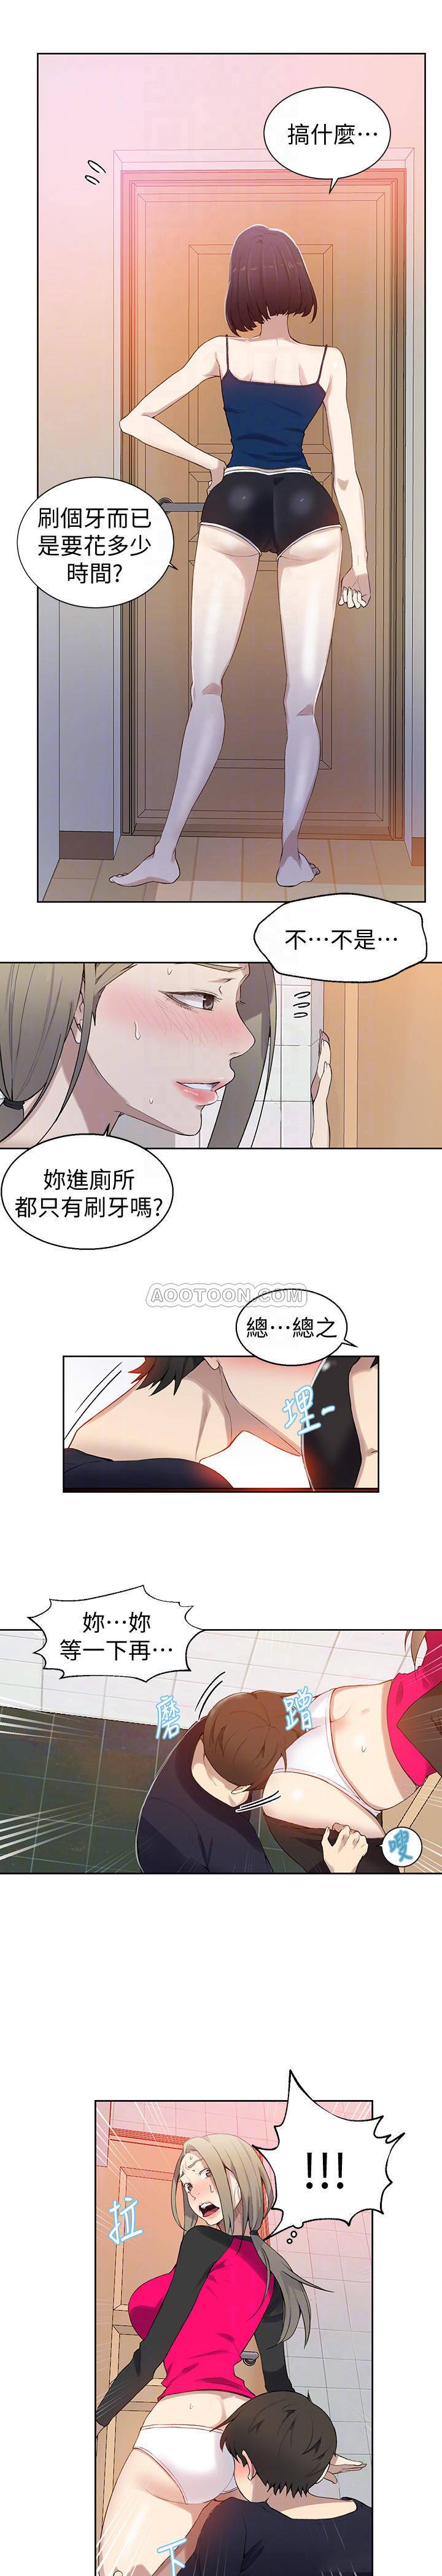 搞什麼…
刷個牙而已
是要花多少
時間?
不…不是…
妳進廁所
都只有刷牙嗎?
AOOTOON.COM
總…總之
埋-
妳…妳
等一下再…
磨
蹭
嗖
!!!
拉
下